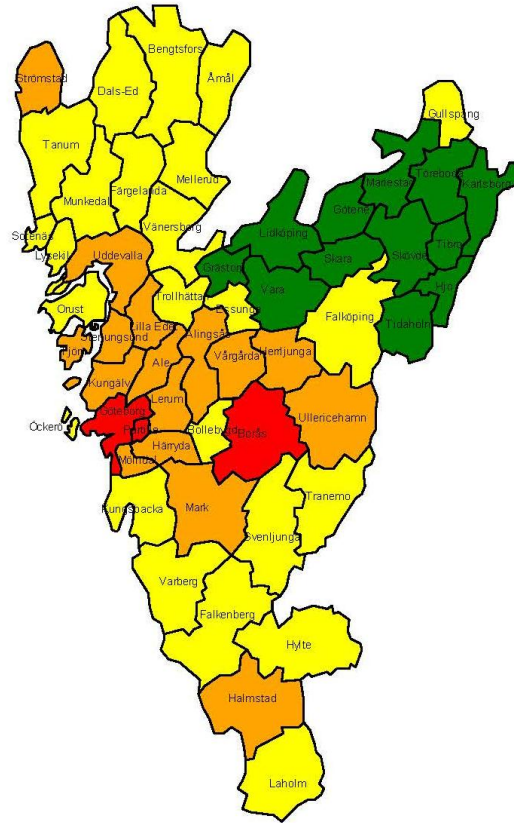 Bengtsfors
Strömstad
Åmål
Dals-Ed
Gullspång
Tanum
Mellerud
Töreboda
Mariestad
Karlsborg
Färgelanda
Munkedal
Götene
Vänersborg
Lidköping
Sotenäs
Tibro
Lysekil
Uddevalla
Skara
Skövde
Grästorp
Hjo
Trollhättan
Vara
Essunga
Orust
Falköping
Tidaholm
Lilla Edet
Stenungsund
Alingsås
Tjörn
Vårgårda
Herrljunga
Ale
Kungälv
Lerum
Göteborg
Ullericehamn
Öckerö
Partille
Bollebygd
Borås
Härryda
Mölndal
Tranemo
Kungsbacka
Mark
Svenljunga
Varberg
Falkenberg
Hylte
Halmstad
Laholm